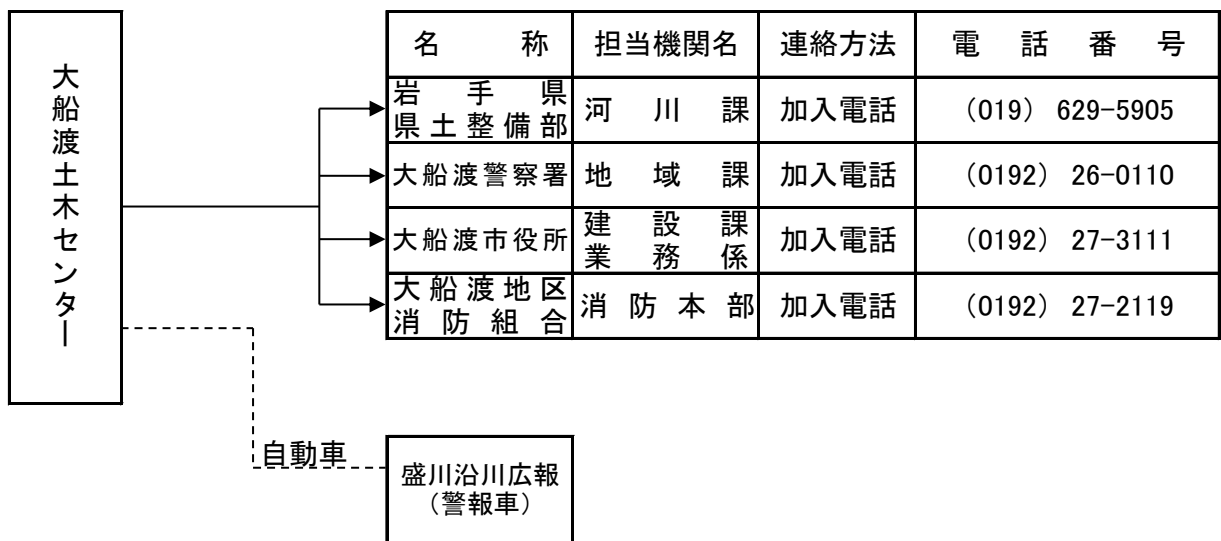 大船渡土木センター
名称 担当機関名 連絡方法 電話番号
岩手県
県土整備部
河川課 加入電話 (019) 629-5905
大船渡警察署 地域課 加入電話 (0192) 26-0110
大船渡市役所
建設課
業務係
加入電話 (0192) 27-3111
大船渡地区
消防組合
消防本部 加入電話 (0192) 27-2119
自動車
盛川沿川広報
(警報車)